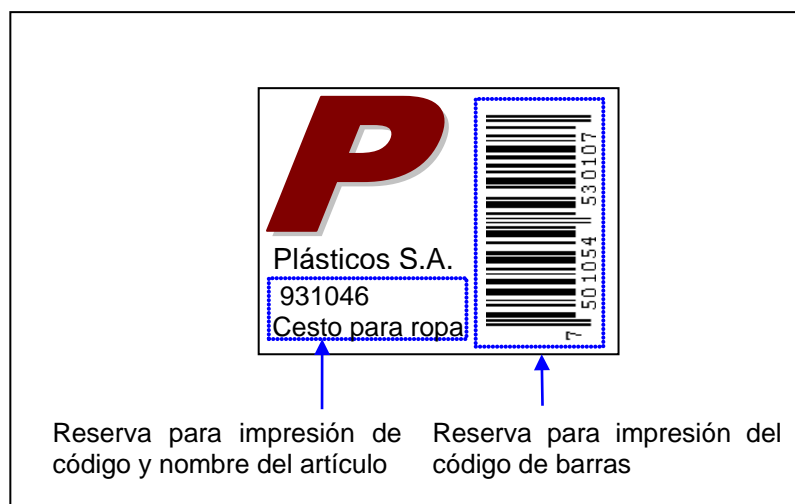 P
Plásticos S.A.
931046
Cesto para ropa
7 501054 530107
Reserva para impresión de
código y nombre del artículo
Reserva para impresión del
código de barras